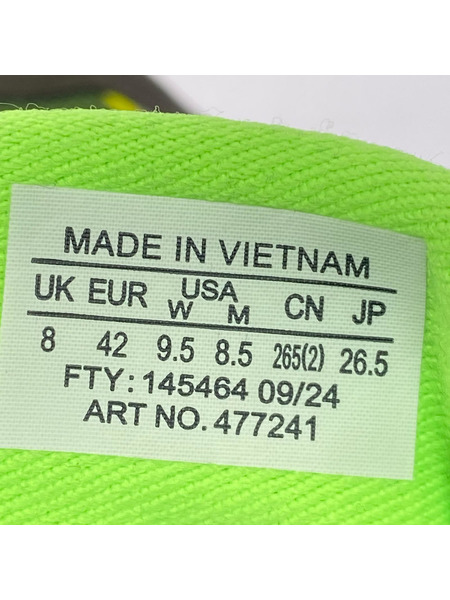 MADE IN VIETNAM
UK EUR USA W M CN JP
8 42 9.5 8.5 265(2) 26.5
FTY: 145464 09/24
ART NO. 477241